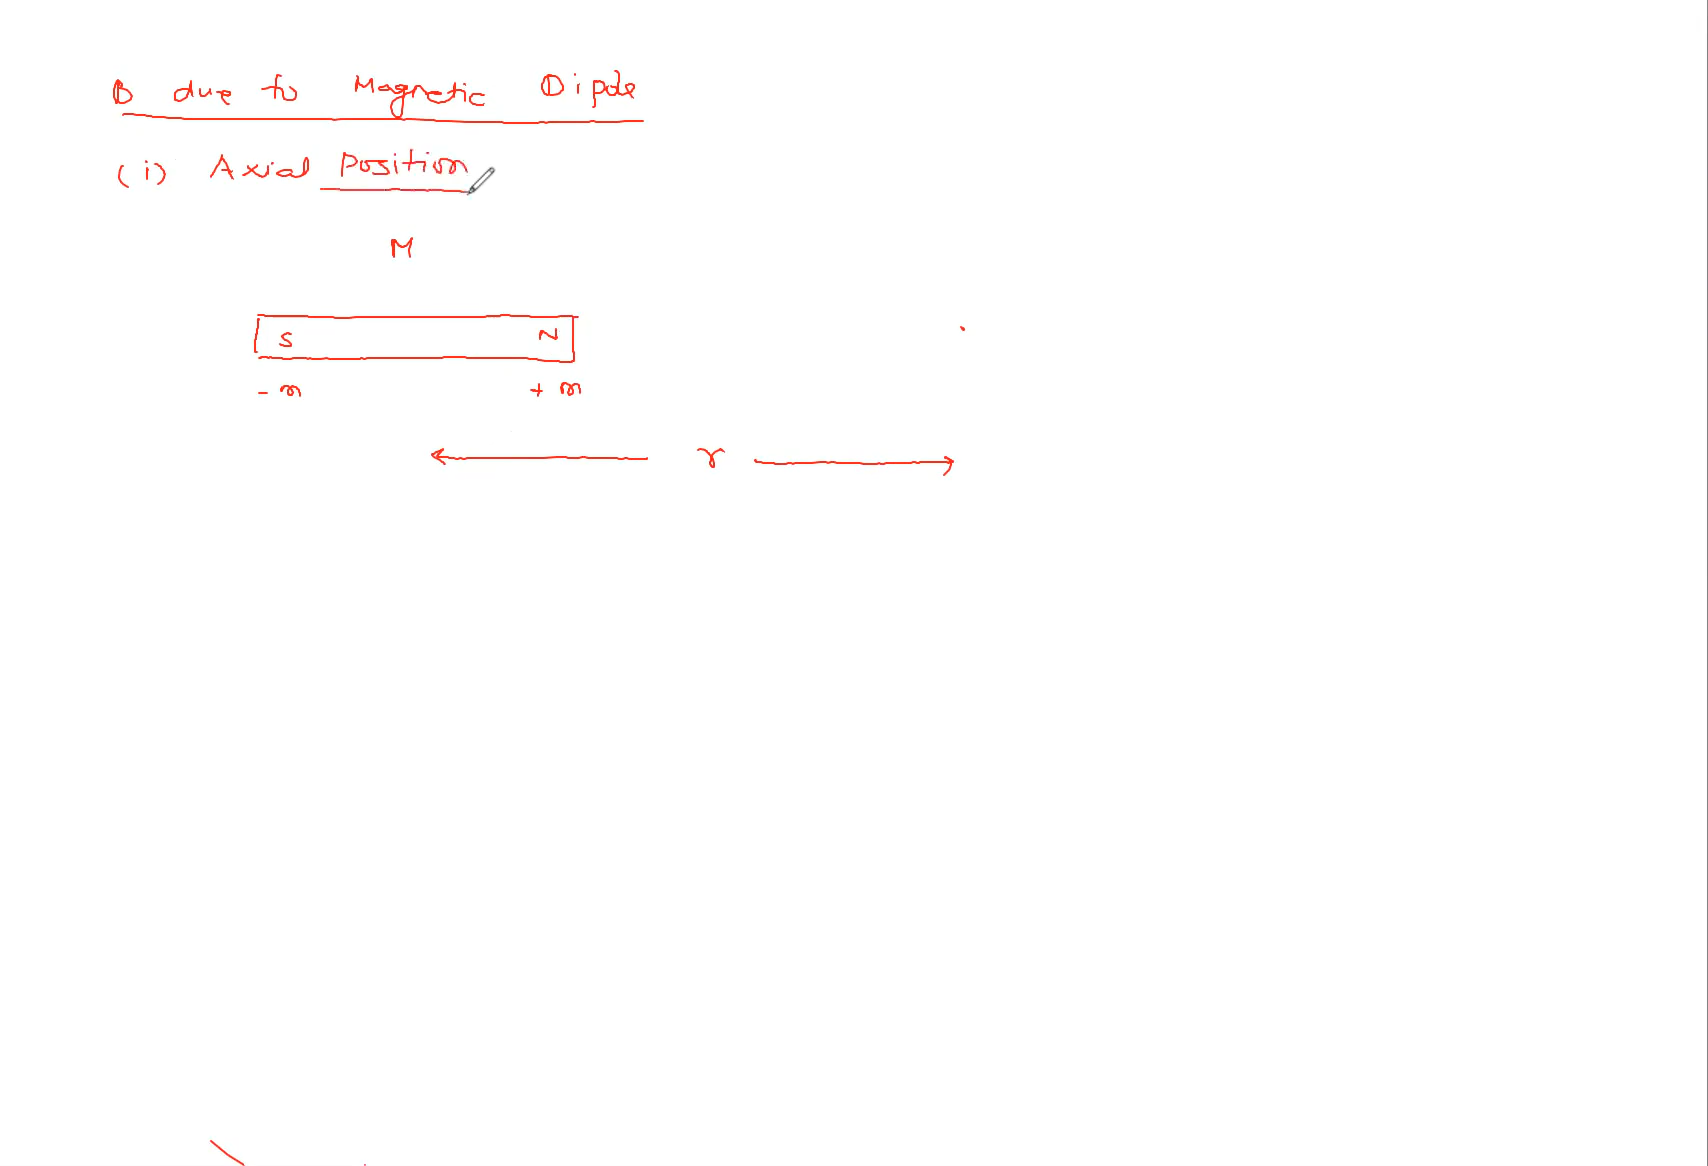 B due to Magnetic Dipole
(i) Axial Position
M
S N
- m + m
r